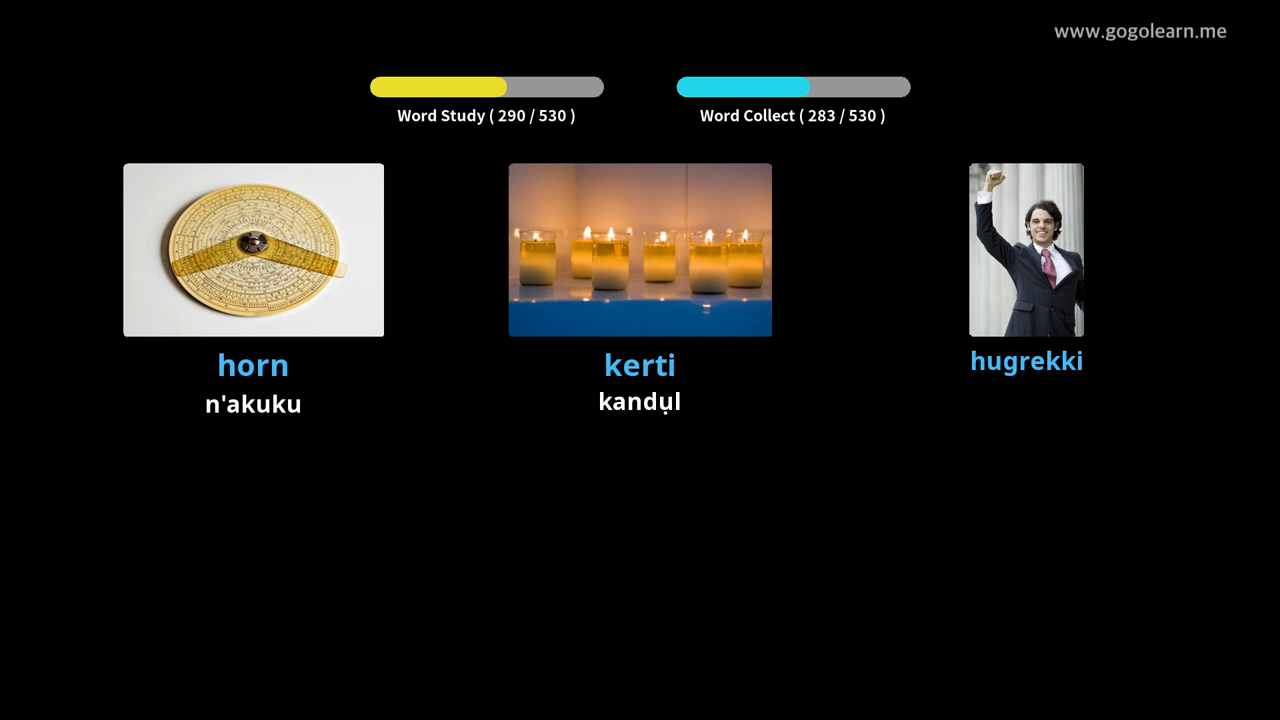 www.gogolearn.me
Word Study ( 290 / 530 )
Word Collect ( 283 / 530 )
horn
n'akuku
kerti
kandụl
hugrekki